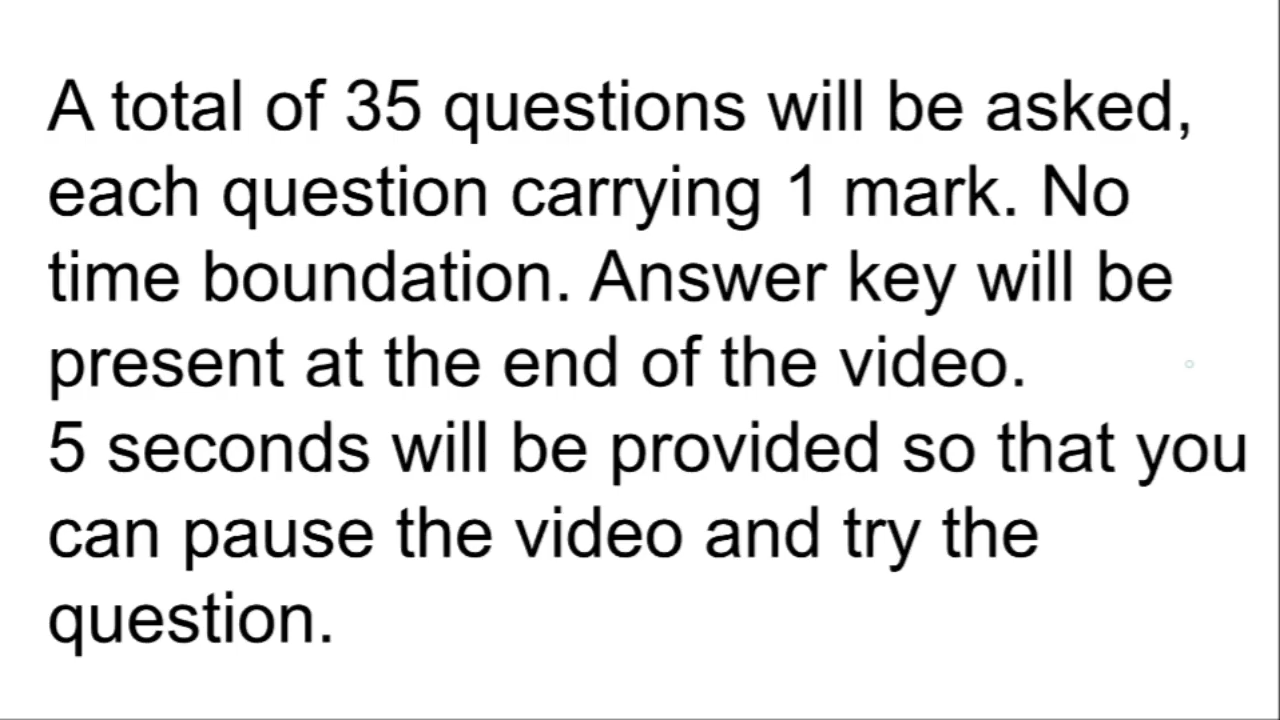 A total of 35 questions will be asked,
each question carrying 1 mark. No
time boundation. Answer key will be
present at the end of the video.
5 seconds will be provided so that you
can pause the video and try the
question.